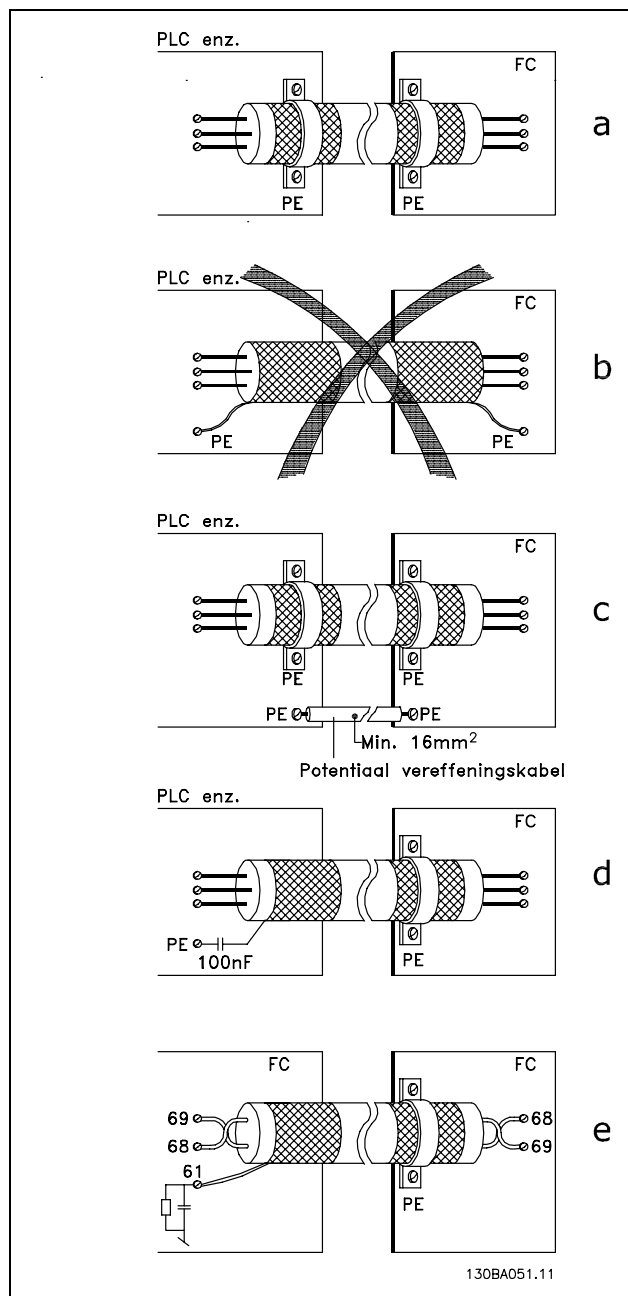 PLC enz.
FC
a
PE
PE
PLC enz.
FC
b
PE
PE
PLC enz.
FC
c
PE
PE
PE
PE
Min. 16mm²
Potentiaal vereffeningskabel
PLC enz.
FC
d
PE
100nF
PE
FC
FC
69
68
68
69
e
61
PE
130BA051.11